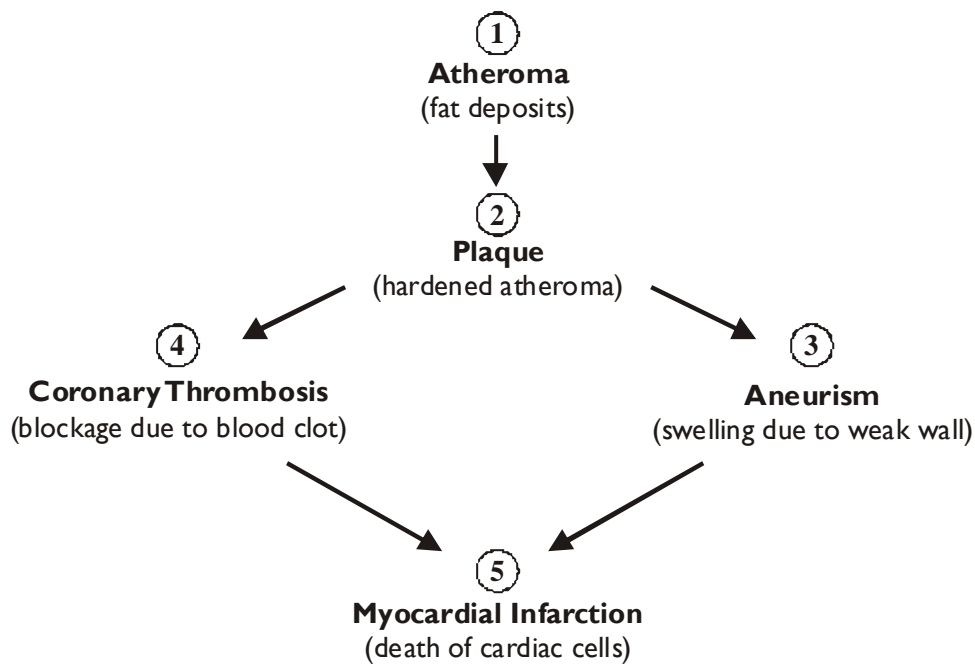 1
Atheroma
(fat deposits)
2
Plaque
(hardened atheroma)
4
Coronary Thrombosis
(blockage due to blood clot)
3
Aneurism
(swelling due to weak wall)
5
Myocardial Infarction
(death of cardiac cells)